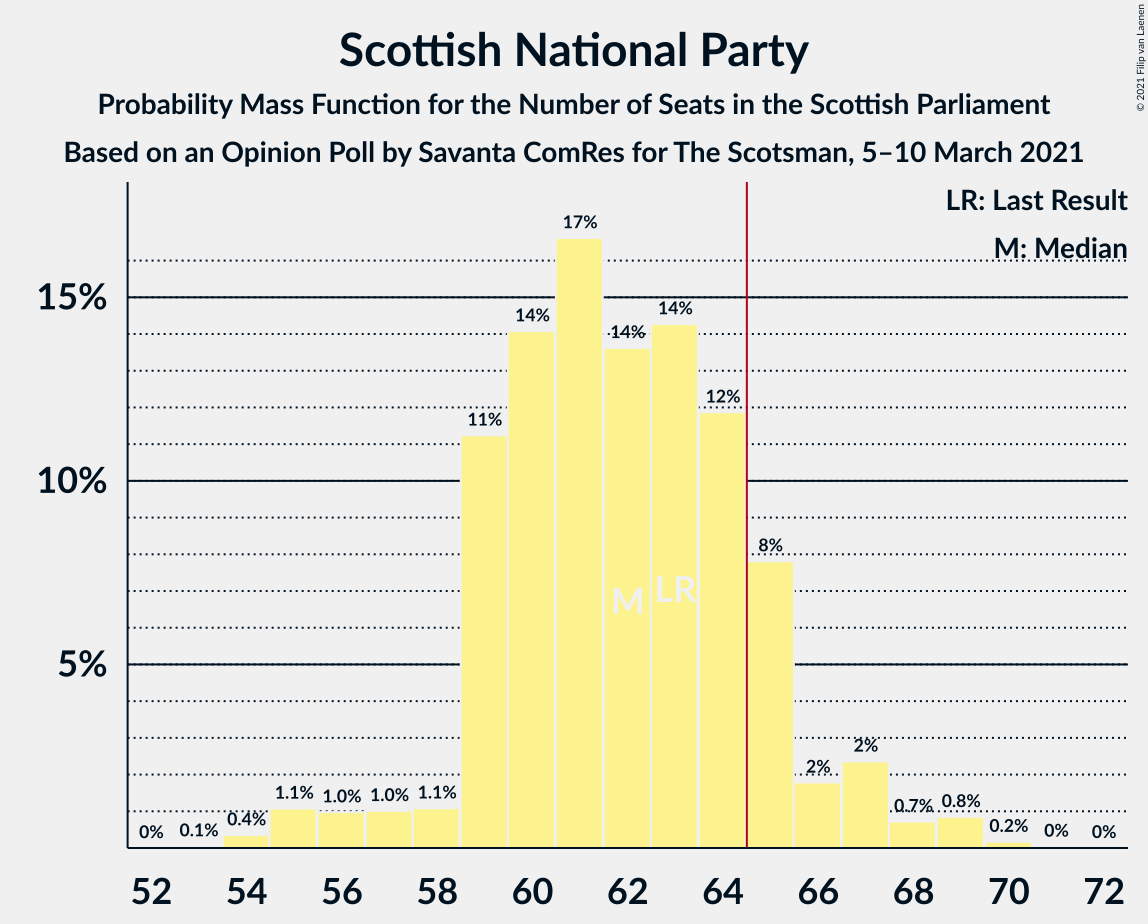 Scottish National Party
Probability Mass Function for the Number of Seats in the Scottish Parliament
Based on an Opinion Poll by Savanta ComRes for The Scotsman, 5–10 March 2021
© 2021 Filip van Laenen
LR: Last Result
M: Median
15%
10%
5%
0%
0.1%
0.4%
1.1%
1.0%
1.0%
1.1%
11%
14%
17%
14%
14%
12%
8%
2%
2%
0.7%
0.8%
0.2%
0%
0%
M
LR
52 54 56 58 60 62 64 66 68 70 72